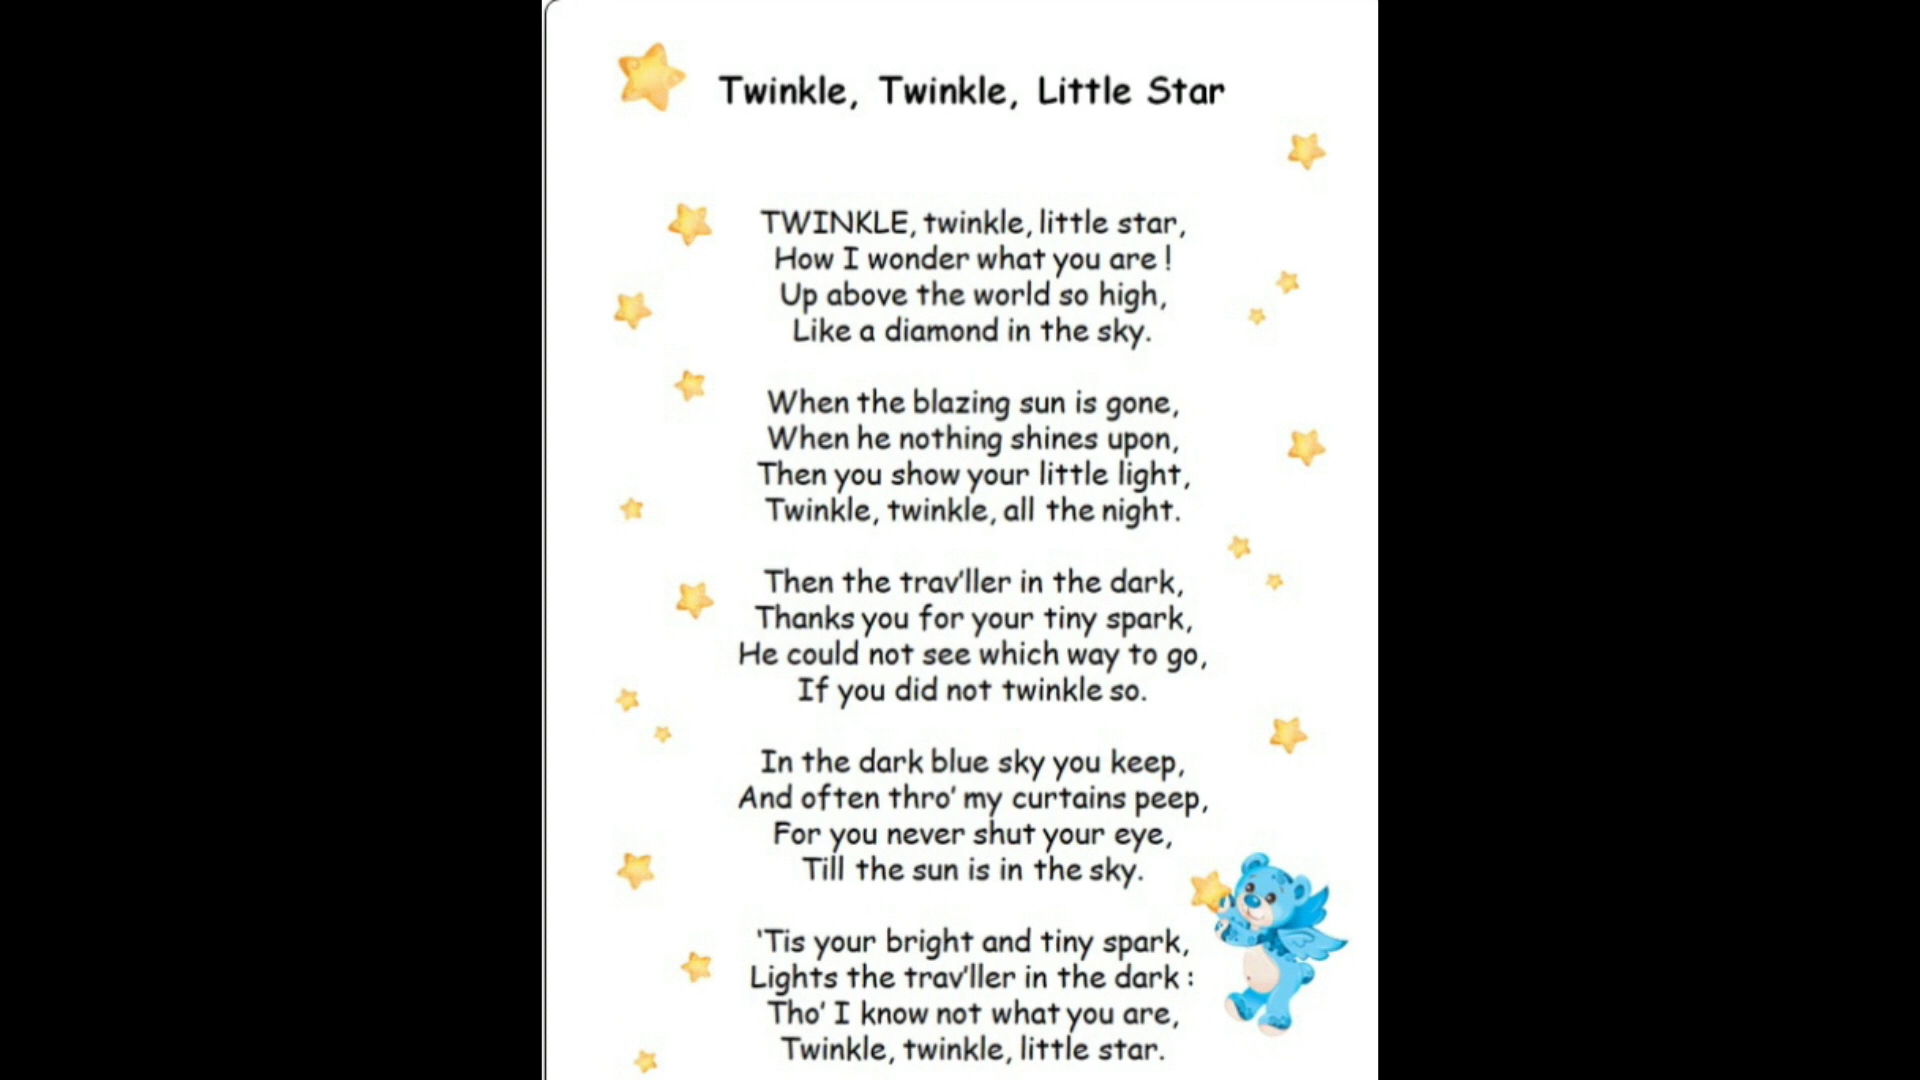 Twinkle, Twinkle, Little Star
TWINKLE, twinkle, little star,
How I wonder what you are !
Up above the world so high,
Like a diamond in the sky.
When the blazing sun is gone,
When he nothing shines upon,
Then you show your little light,
Twinkle, twinkle, all the night.
Then the trav’ller in the dark,
Thanks you for your tiny spark,
He could not see which way to go,
If you did not twinkle so.
In the dark blue sky you keep,
And often thro’ my curtains peep,
For you never shut your eye,
Till the sun is in the sky.
‘Tis your bright and tiny spark,
Lights the trav’ller in the dark :
Tho’ I know not what you are,
Twinkle, twinkle, little star.